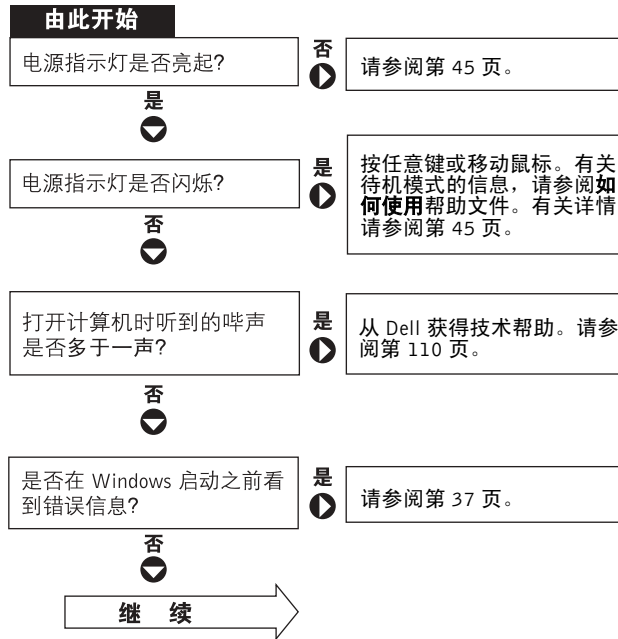 由此开始
电源指示灯是否亮起?
否
请参阅第 45 页。
是
电源指示灯是否闪烁?
是
按任意键或移动鼠标。有关
待机模式的信息，请参阅如
何使用帮助文件。有关详情
请参阅第 45 页。
否
打开计算机时听到的哔声
是否多于一声?
是
从 Dell 获得技术帮助。请参
阅第 110 页。
否
是否在 Windows 启动之前看
到错误信息?
是
请参阅第 37 页。
否
继 续